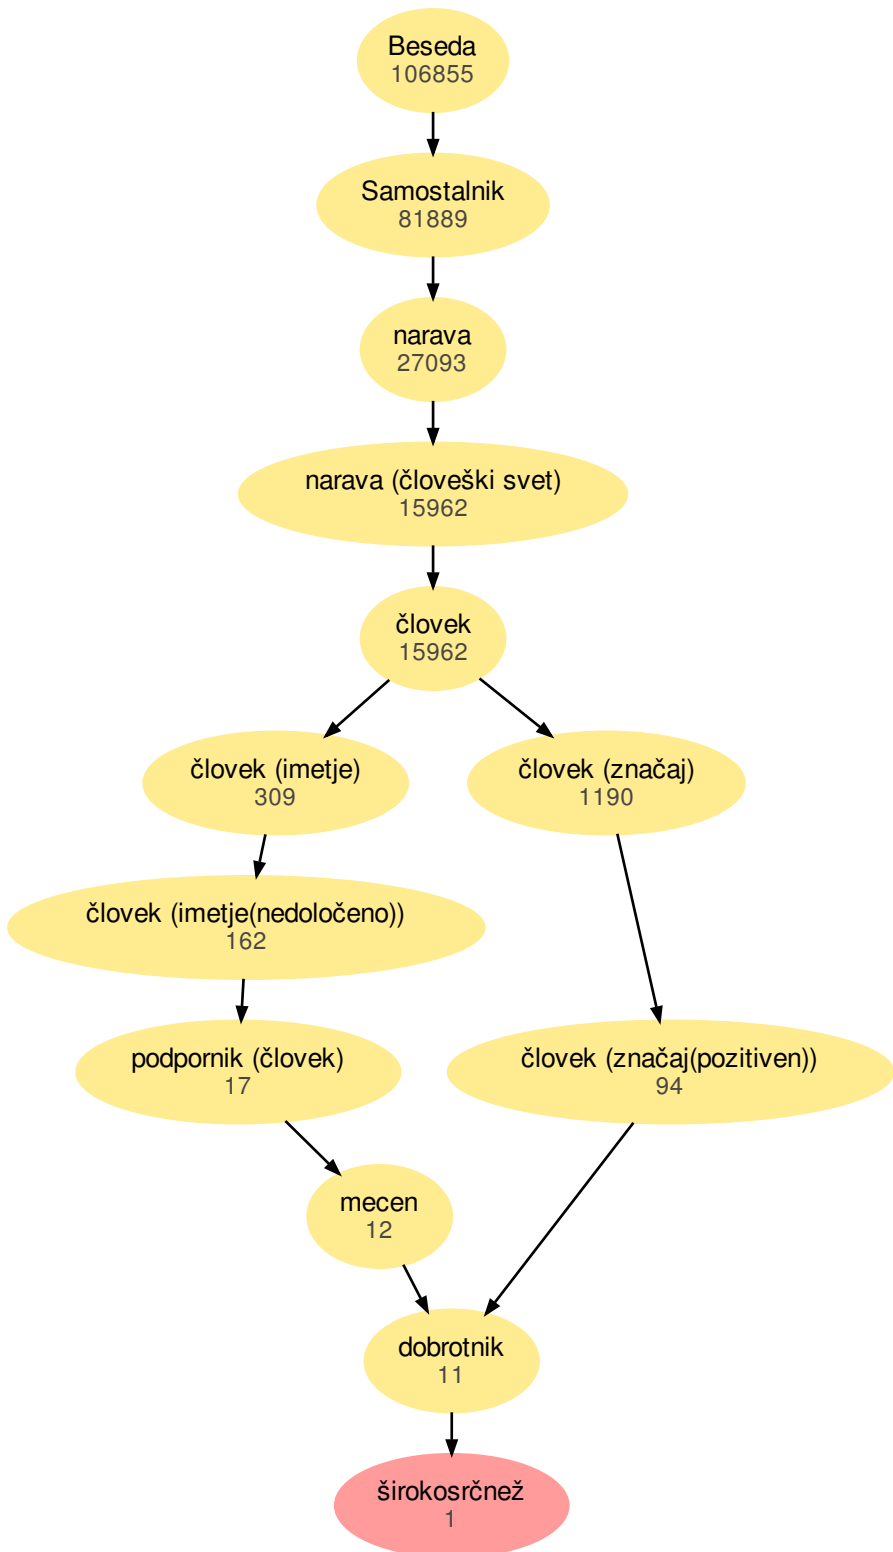 Beseda
106855
Samostalnik
81889
narava
27093
narava (človeški svet)
15962
človek
15962
človek (imetje)
309
človek (značaj)
1190
človek (imetje(nedoločeno))
162
podpornik (človek)
17
človek (značaj(pozitiven))
94
mecen
12
dobrotnik
11
širokosrčnež
1